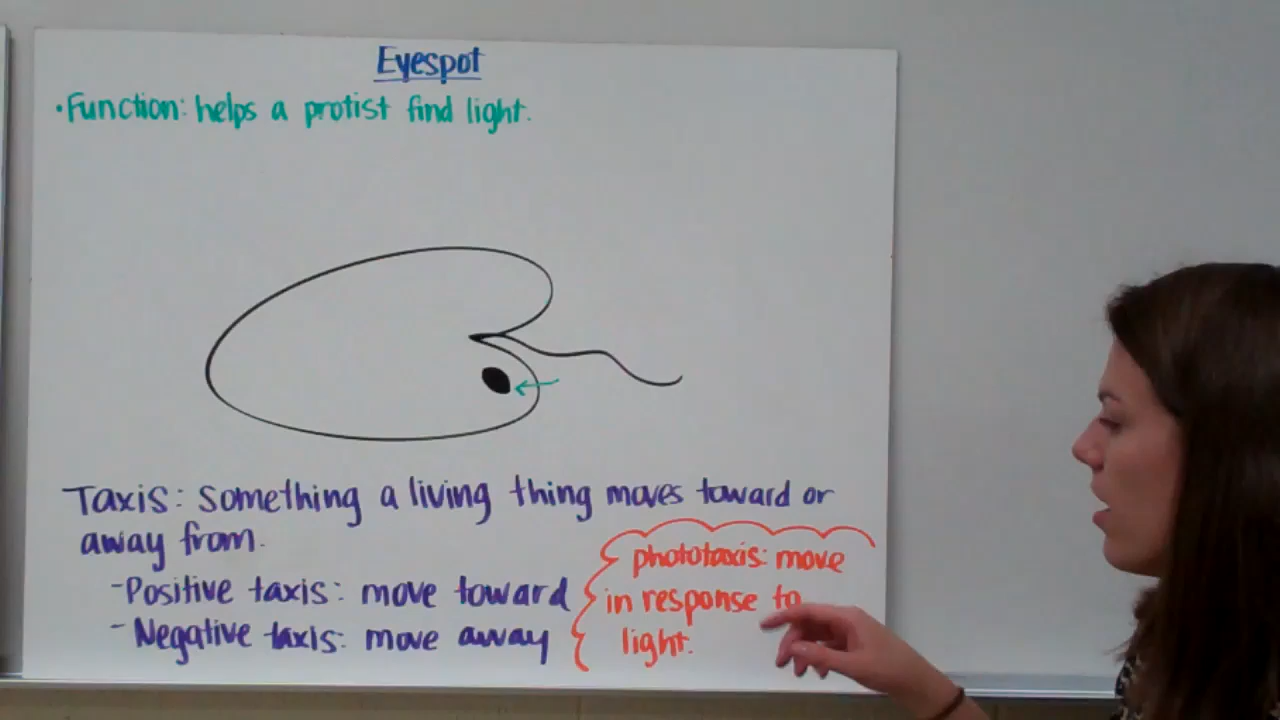 Eyespot
•Function: helps a protist find light.
Taxis: something a living thing moves toward or
away from.
-Positive taxis: move toward
-Negative taxis: move away
phototaxis: move
in response to
light.